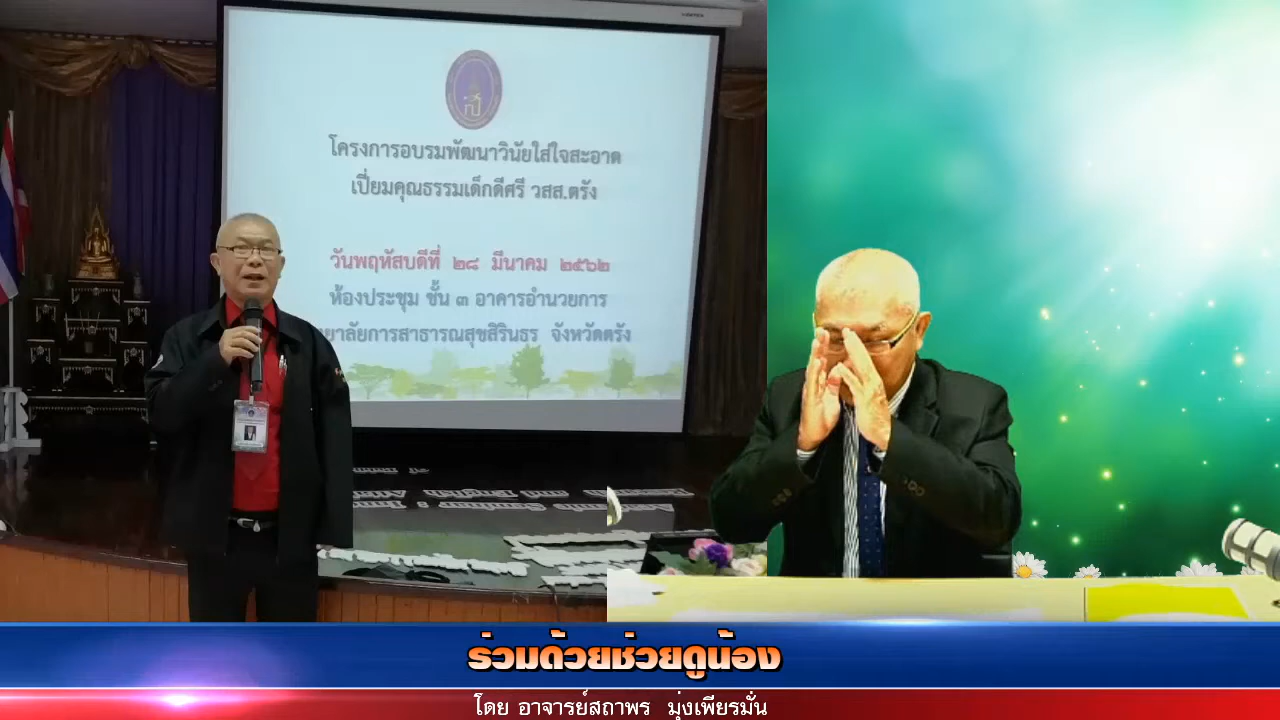 โครงการอบรมพัฒนาวินัยใส่ใจสะอาด
เปี่ยมคุณธรรมเด็กดีศรี วสส.ตรัง
วันพฤหัสบดีที่ ๒๘ มีนาคม ๒๕๖๒
ห้องประชุม ชั้น ๓ อาคารอำนวยการ
ยาลัยการสาธารณสุขสิรินธร จังหวัดตรัง
ร่วมด้วยช่วยดูน้อง
โดย อาจารย์สถาพร มุ่งเพียรมั่น